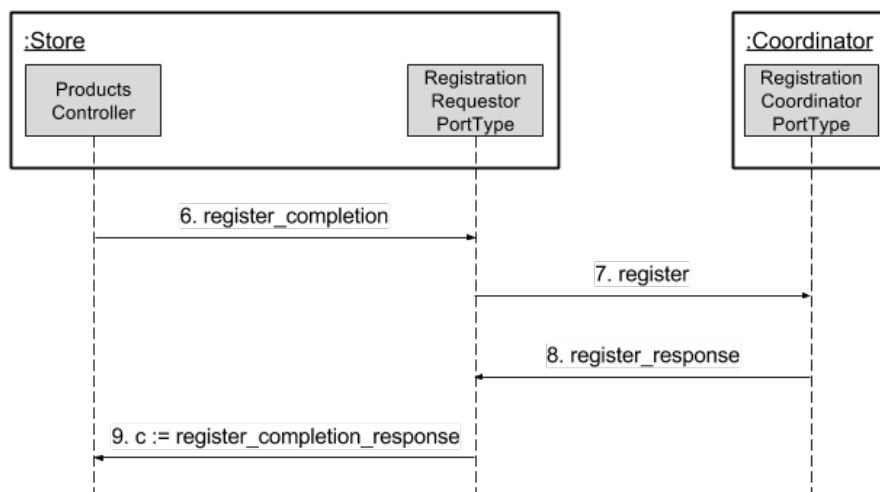 :Store
:Coordinator
Products
Controller
Registration
Requestor
PortType
Registration
Coordinator
PortType
6. register_completion
7. register
8. register_response
9. c := register_completion_response